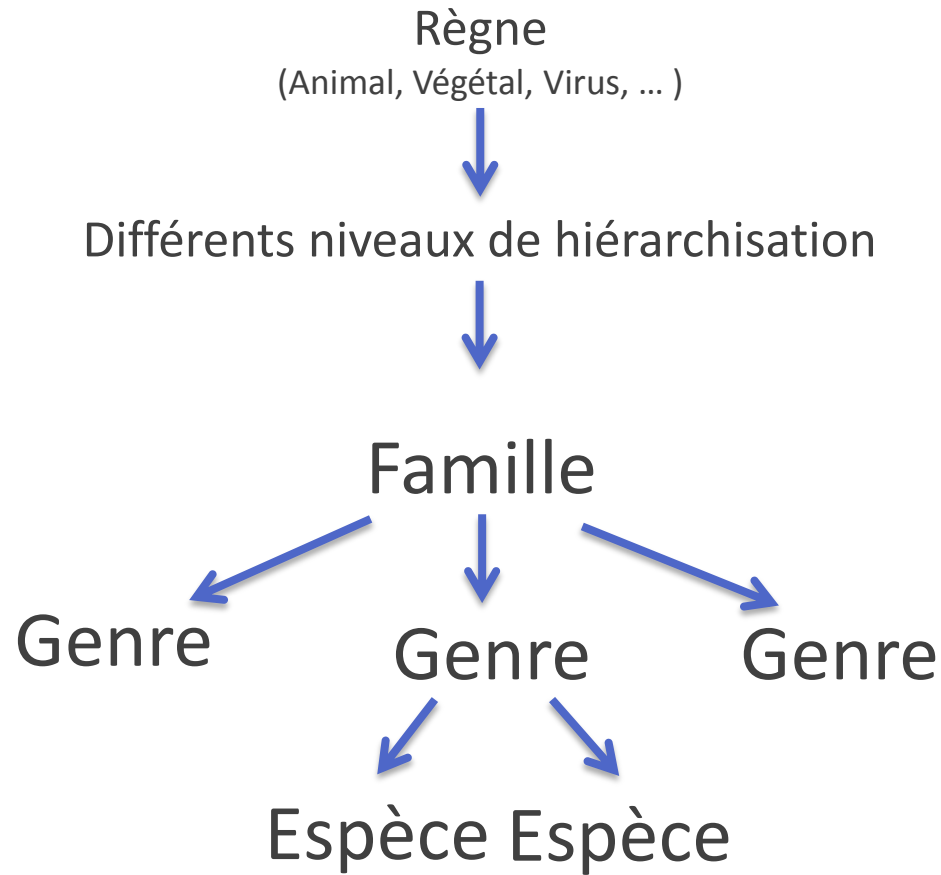 Règne
(Animal, Végétal, Virus, … )
Différents niveaux de hiérarchisation
Famille
Genre
Genre
Genre
Espèce Espèce